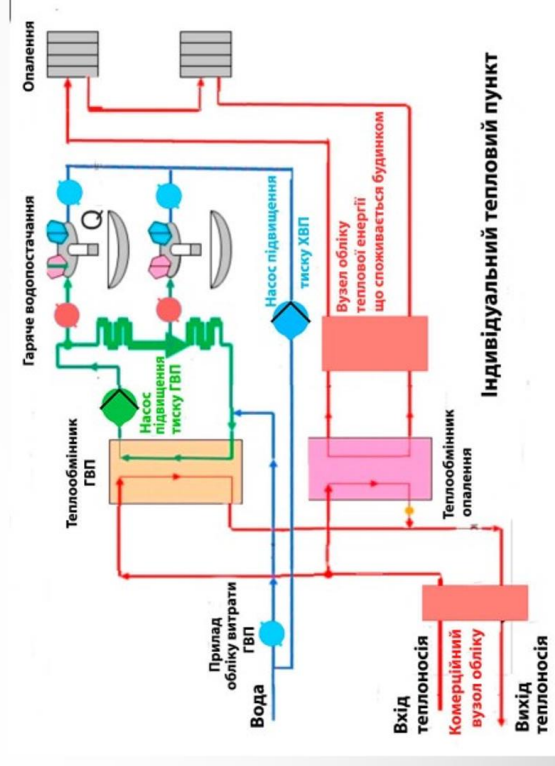 Опалення
Гаряче водопостачання
Q
Насос підвищення
тиску ХВП
Вузел обліку
теплової енергії
що споживається будинком
Індивідуальний тепловий пункт
Насос
підвищення
тиску ГВП
Теплообмінник
ГВП
Теплообмінник
опалення
Прилад
обліку витрати
ГВП
Вода
Вхід
теплоносія
Комерційний
вузол обліку
Вихід
теплоносія